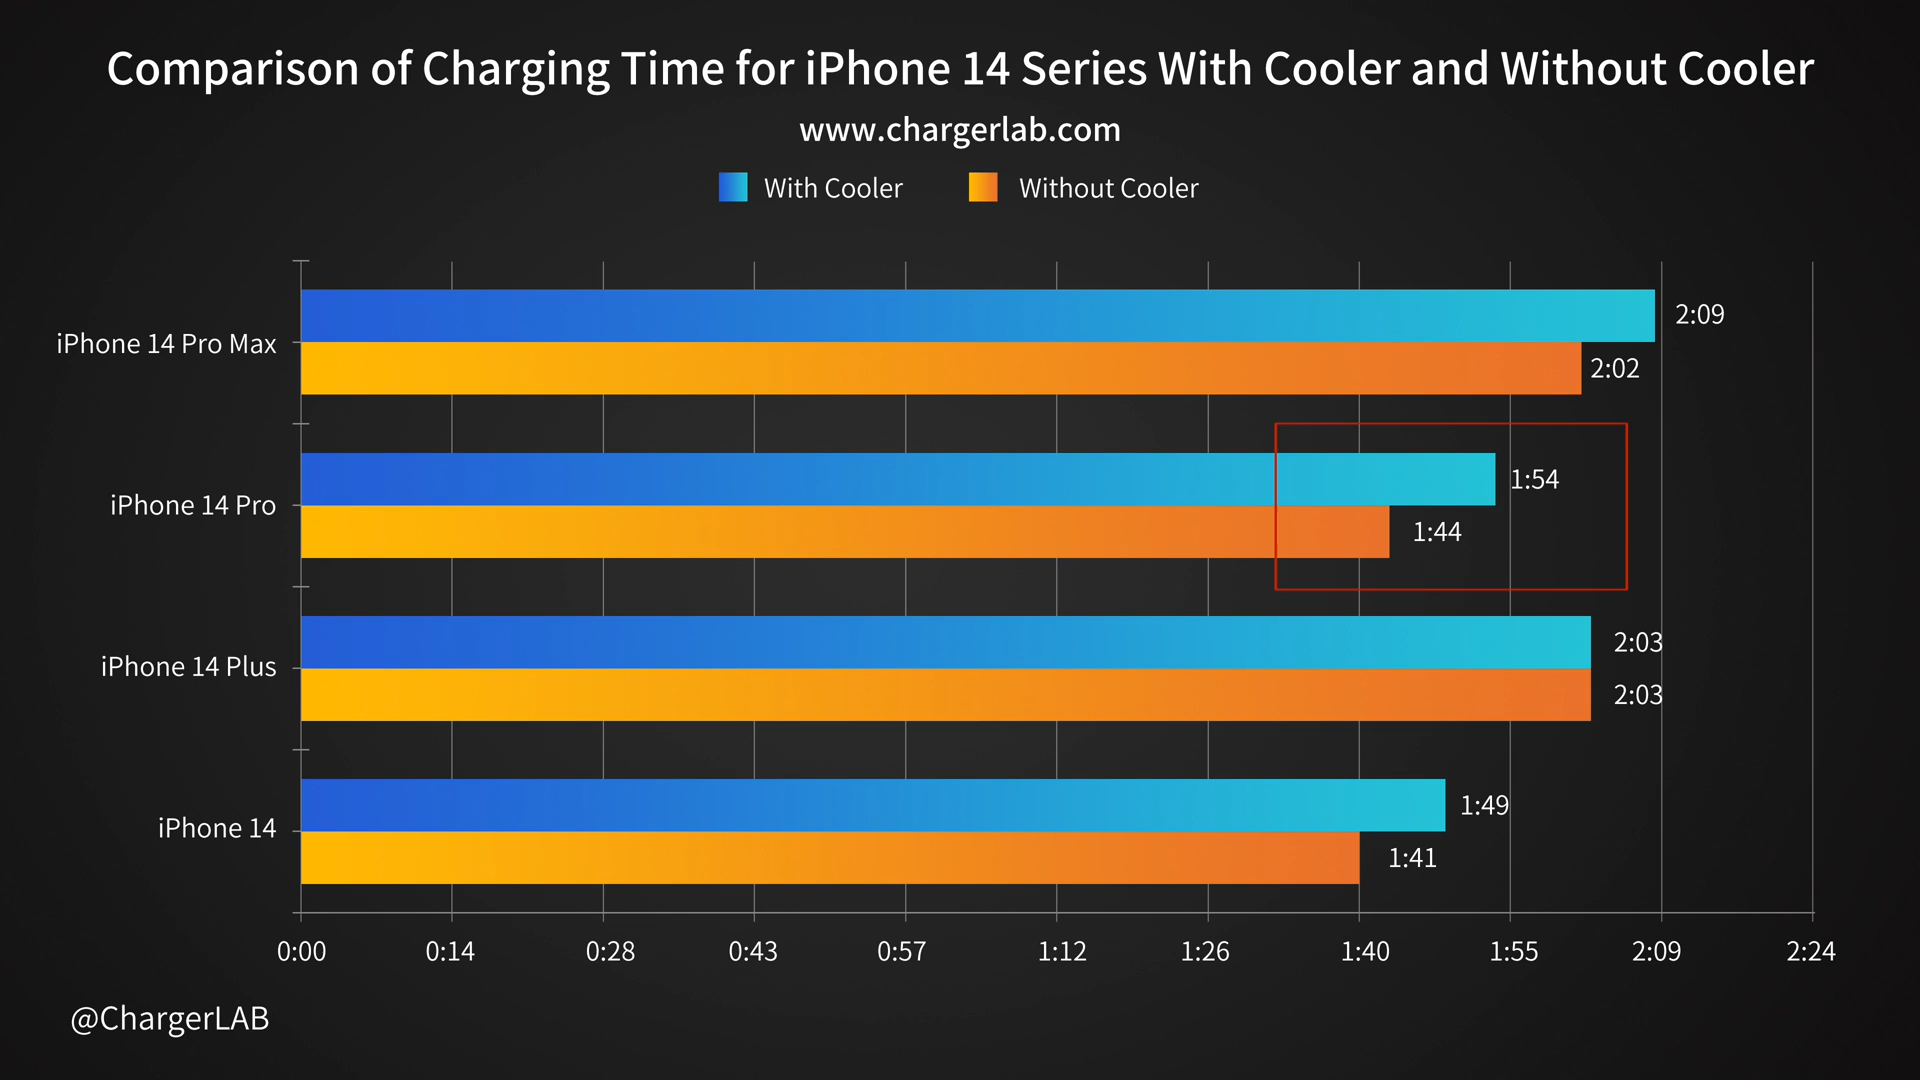 Comparison of Charging Time for iPhone 14 Series With Cooler and Without Cooler
www.chargerlab.com
With Cooler
Without Cooler
iPhone 14 Pro Max
2:09
2:02
iPhone 14 Pro
1:54
1:44
iPhone 14 Plus
2:03
2:03
iPhone 14
1:49
1:41
0:00 0:14 0:28 0:43 0:57 1:12 1:26 1:40 1:55 2:09 2:24
@ChargerLAB